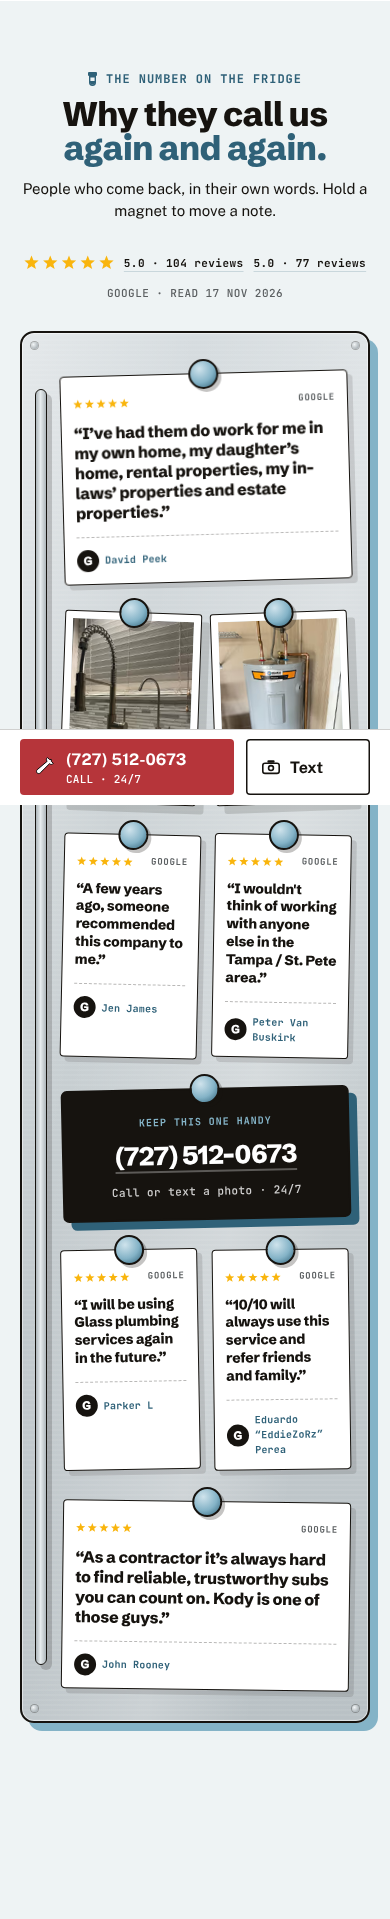 THE NUMBER ON THE FRIDGE
Why they call us
again and again.
People who come back, in their own words. Hold a
magnet to move a note.
5.0 · 104 reviews 5.0 · 77 reviews
GOOGLE · READ 17 NOV 2026
GOOGLE
“I’ve had them do work for me in
my own home, my daughter’s
home, rental properties, my in-
laws’ properties and estate
properties.”
G David Peek
(727) 512-0673
CALL · 24/7
Text
GOOGLE
“A few years
ago, someone
recommended
this company to
me.”
G Jen James
GOOGLE
“I wouldn't
think of working
with anyone
else in the
Tampa / St. Pete
area.”
G Peter Van
Buskirk
KEEP THIS ONE HANDY
(727) 512-0673
Call or text a photo · 24/7
GOOGLE
“I will be using
Glass plumbing
services again
in the future.”
G Parker L
GOOGLE
“10/10 will
always use this
service and
refer friends
and family.”
G Eduardo
“EddieZoRz”
Perea
GOOGLE
“As a contractor it’s always hard
to find reliable, trustworthy subs
you can count on. Kody is one of
those guys.”
G John Rooney